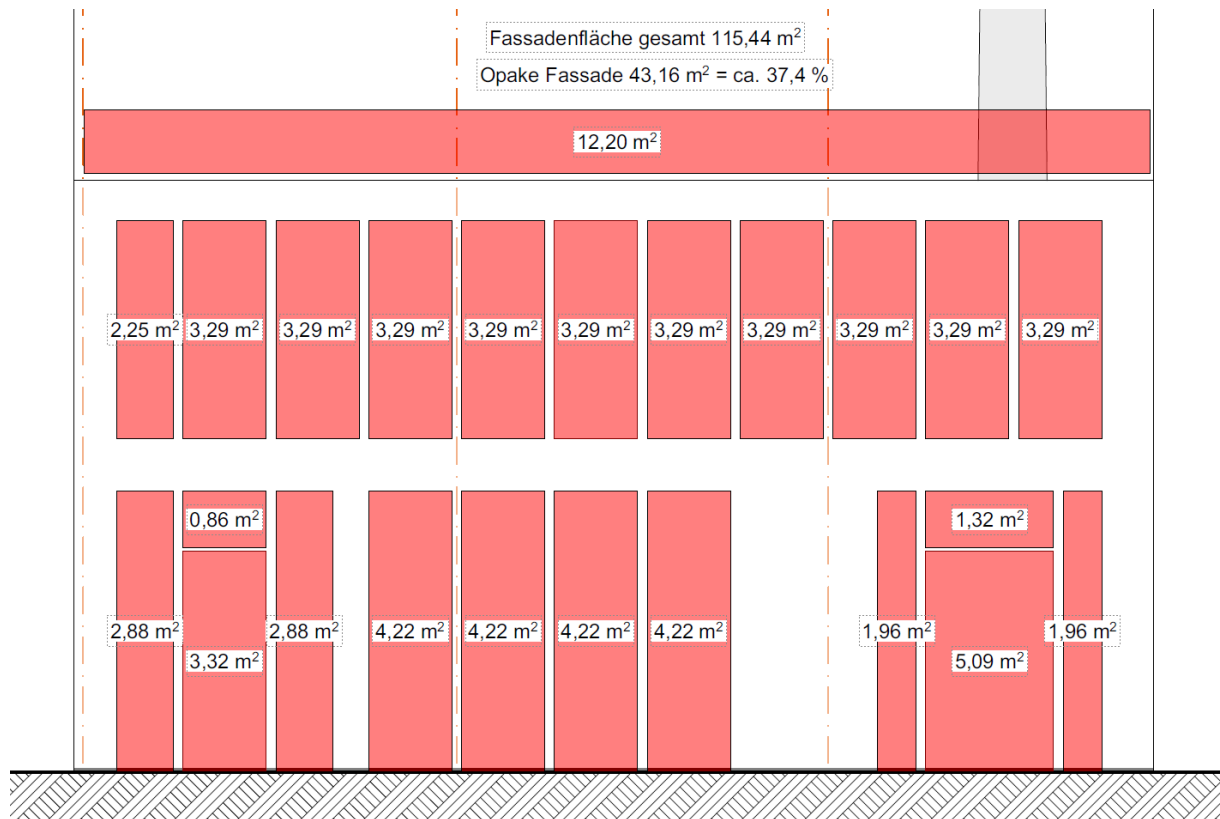 Fassadenfläche gesamt 115,44 m²
Opake Fassade 43,16 m² = ca. 37,4 %
12,20 m²
2,25 m² 3,29 m² 3,29 m² 3,29 m² 3,29 m² 3,29 m² 3,29 m² 3,29 m² 3,29 m² 3,29 m² 3,29 m²
0,86 m² 1,32 m²
2,88 m² 2,88 m² 4,22 m² 4,22 m² 4,22 m² 4,22 m² 1,96 m² 1,96 m²
3,32 m² 5,09 m²